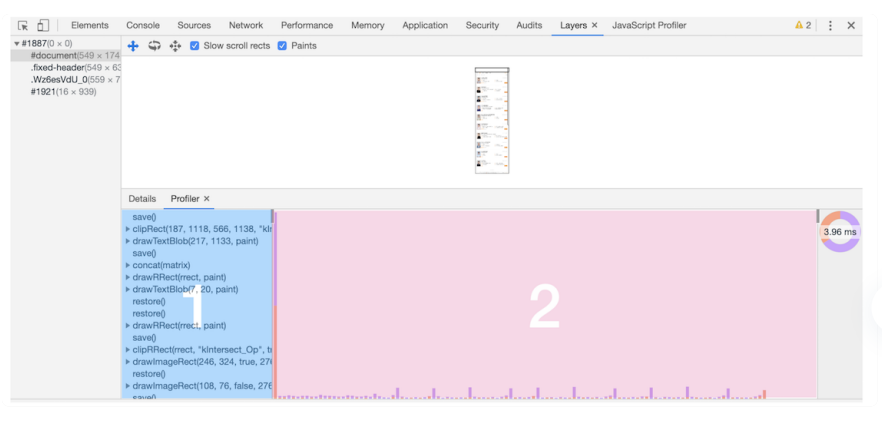 Elements Console Sources Network Performance Memory Application Security Audits Layers × JavaScript Profiler 2
#1887(0 × 0)
#document(549 × 174
.fixed-header(549 × 63
.Wz6esVdU_0(559 × 7
#1921(16 × 939)
Slow scroll rects Paints
Details Profiler ×
save()
clipRect(187, 1118, 566, 1138, "kIn
drawTextBlob(217, 1133, paint)
save()
concat(matrix)
drawRRect(rrect, paint)
drawTextBlob(7, 20, paint)
restore()
restore()
drawRRect(rrect, paint)
save()
clipRRect(rrect, "kIntersect_Op", tr
drawImageRect(246, 324, true, 276
restore()
drawImageRect(108, 76, false, 276
save()
1
2
3.96 ms